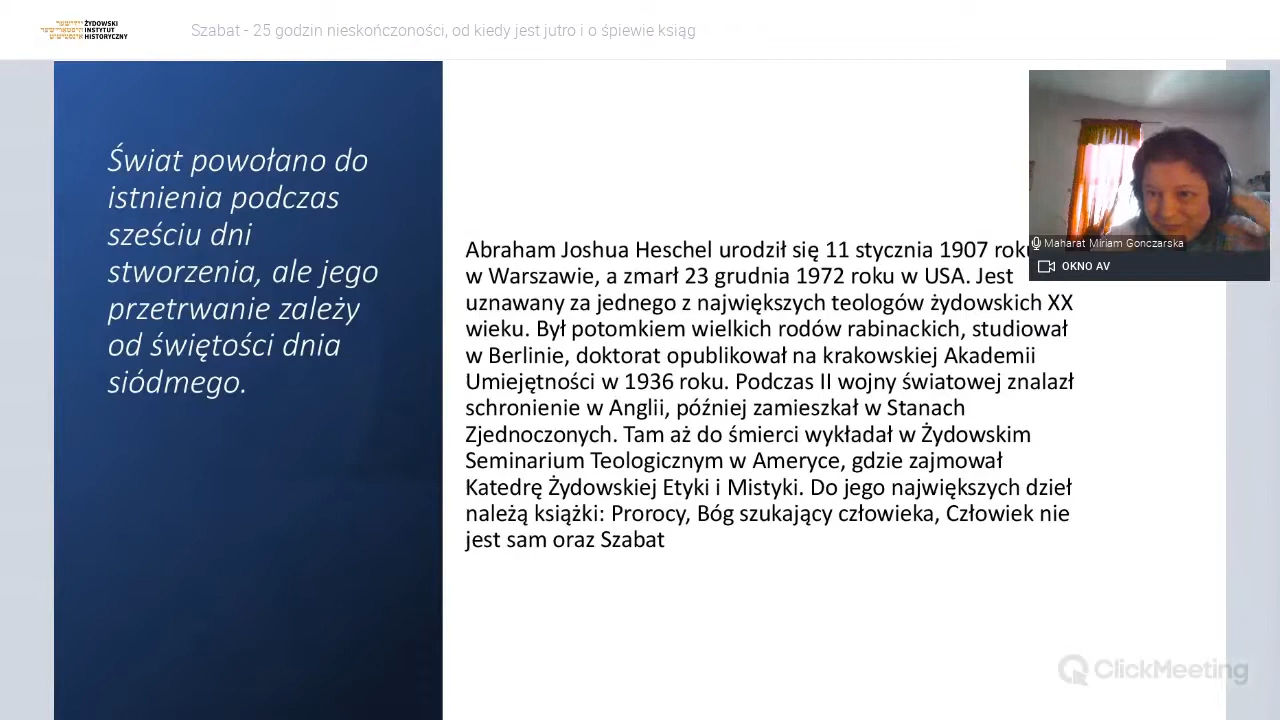 ŻYDOWSKI
INSTYTUT
HISTORYCZNY
Szabat - 25 godzin nieskończoności, od kiedy jest jutro i o śpiewie ksiąg
Świat powołano do
istnienia podczas
sześciu dni
stworzenia, ale jego
przetrwanie zależy
od świętości dnia
siódmego.
Abraham Joshua Heschel urodził się 11 stycznia 1907 roku
w Warszawie, a zmarł 23 grudnia 1972 roku w USA. Jest
uznawany za jednego z największych teologów żydowskich XX
wieku. Był potomkiem wielkich rodów rabinackich, studiował
w Berlinie, doktorat opublikował na krakowskiej Akademii
Umiejętności w 1936 roku. Podczas II wojny światowej znalazł
schronienie w Anglii, później zamieszkał w Stanach
Zjednoczonych. Tam aż do śmierci wykładał w Żydowskim
Seminarium Teologicznym w Ameryce, gdzie zajmował
Katedrę Żydowskiej Etyki i Mistyki. Do jego największych dzieł
należą książki: Prorocy, Bóg szukający człowieka, Człowiek nie
jest sam oraz Szabat
Maharat Miriam Gonczarska
OKNO AV
ClickMeeting